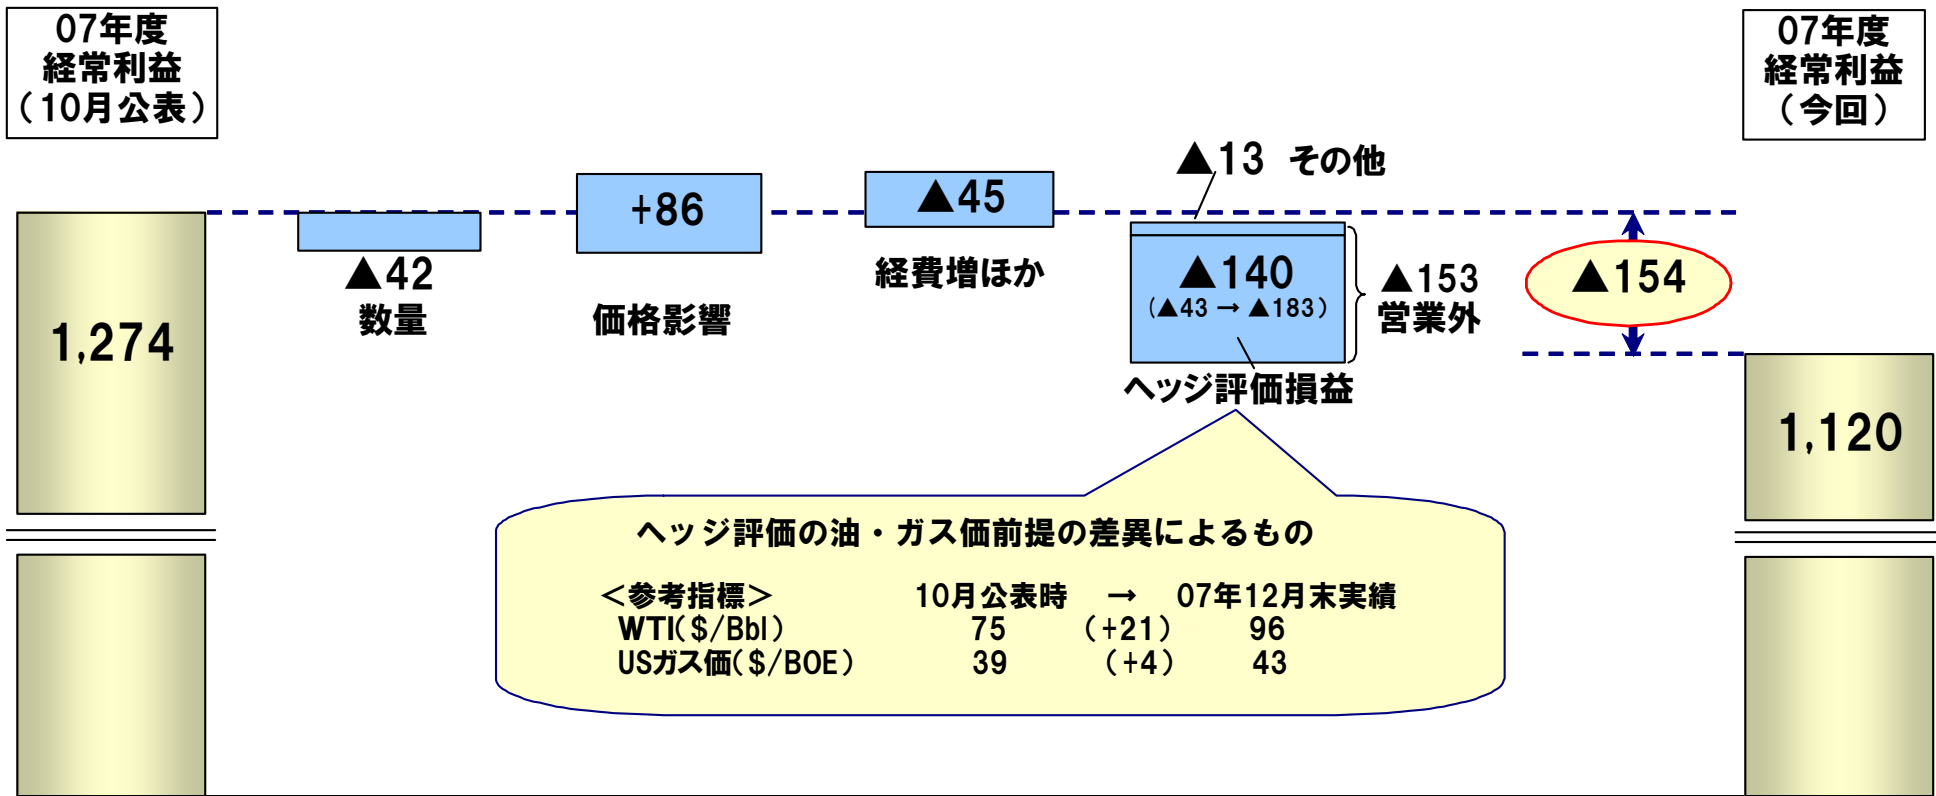 07年度
経常利益
（10月公表）
07年度
経常利益
（今回）
1,274
▲42
数量
+86
価格影響
▲45
経費増ほか
▲13 その他
▲140
（▲43 → ▲183）
▲153
営業外
ヘッジ評価損益
▲154
1,120
ヘッジ評価の油・ガス価前提の差異によるもの
＜参考指標＞ 10月公表時 → 07年12月末実績
WTI($/Bbl) 75 (+21) 96
USガス価($/BOE) 39 (+4) 43